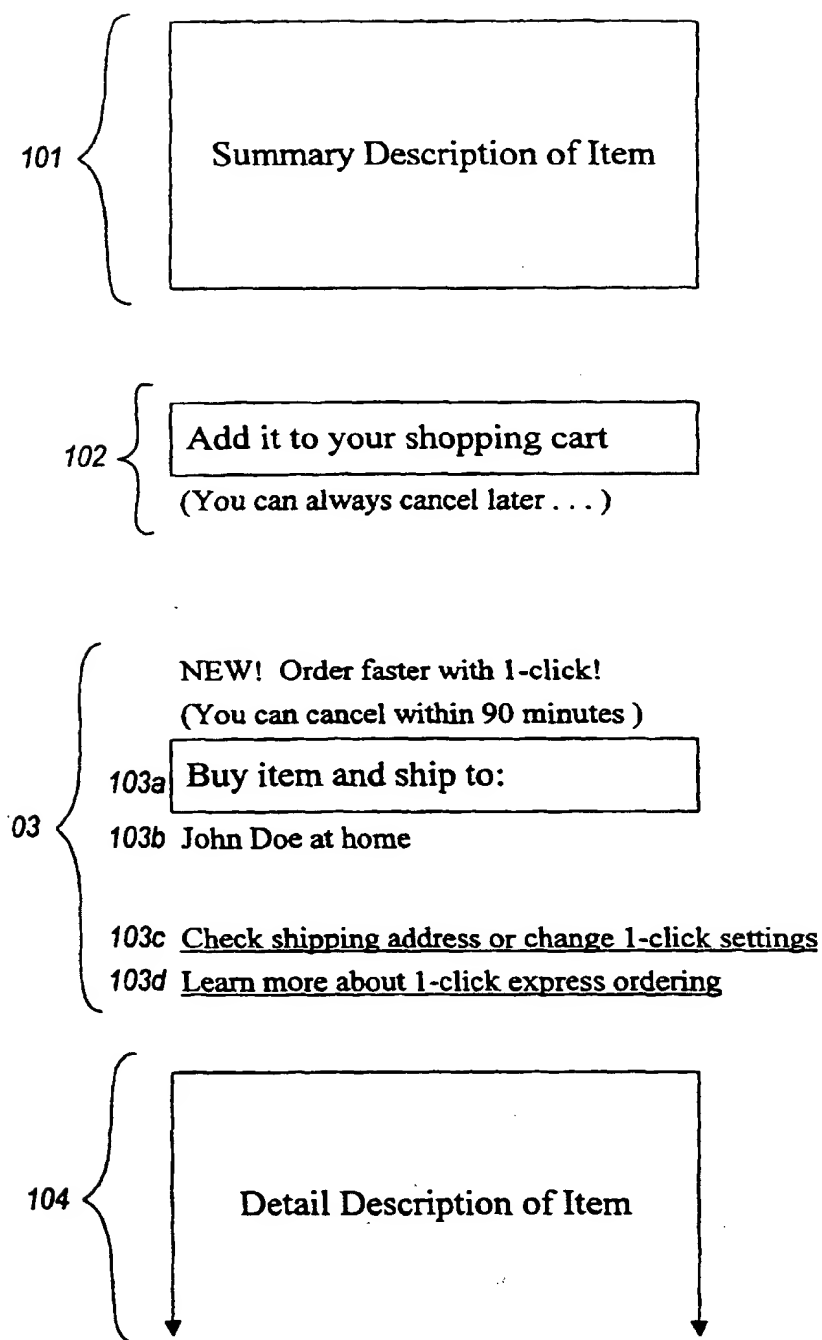 101 Summary Description of Item
102 Add it to your shopping cart
(You can always cancel later . . . )
NEW! Order faster with 1-click!
(You can cancel within 90 minutes )
103a Buy item and ship to:
03 103b John Doe at home
103c Check shipping address or change 1-click settings
103d Learn more about 1-click express ordering
104 Detail Description of Item